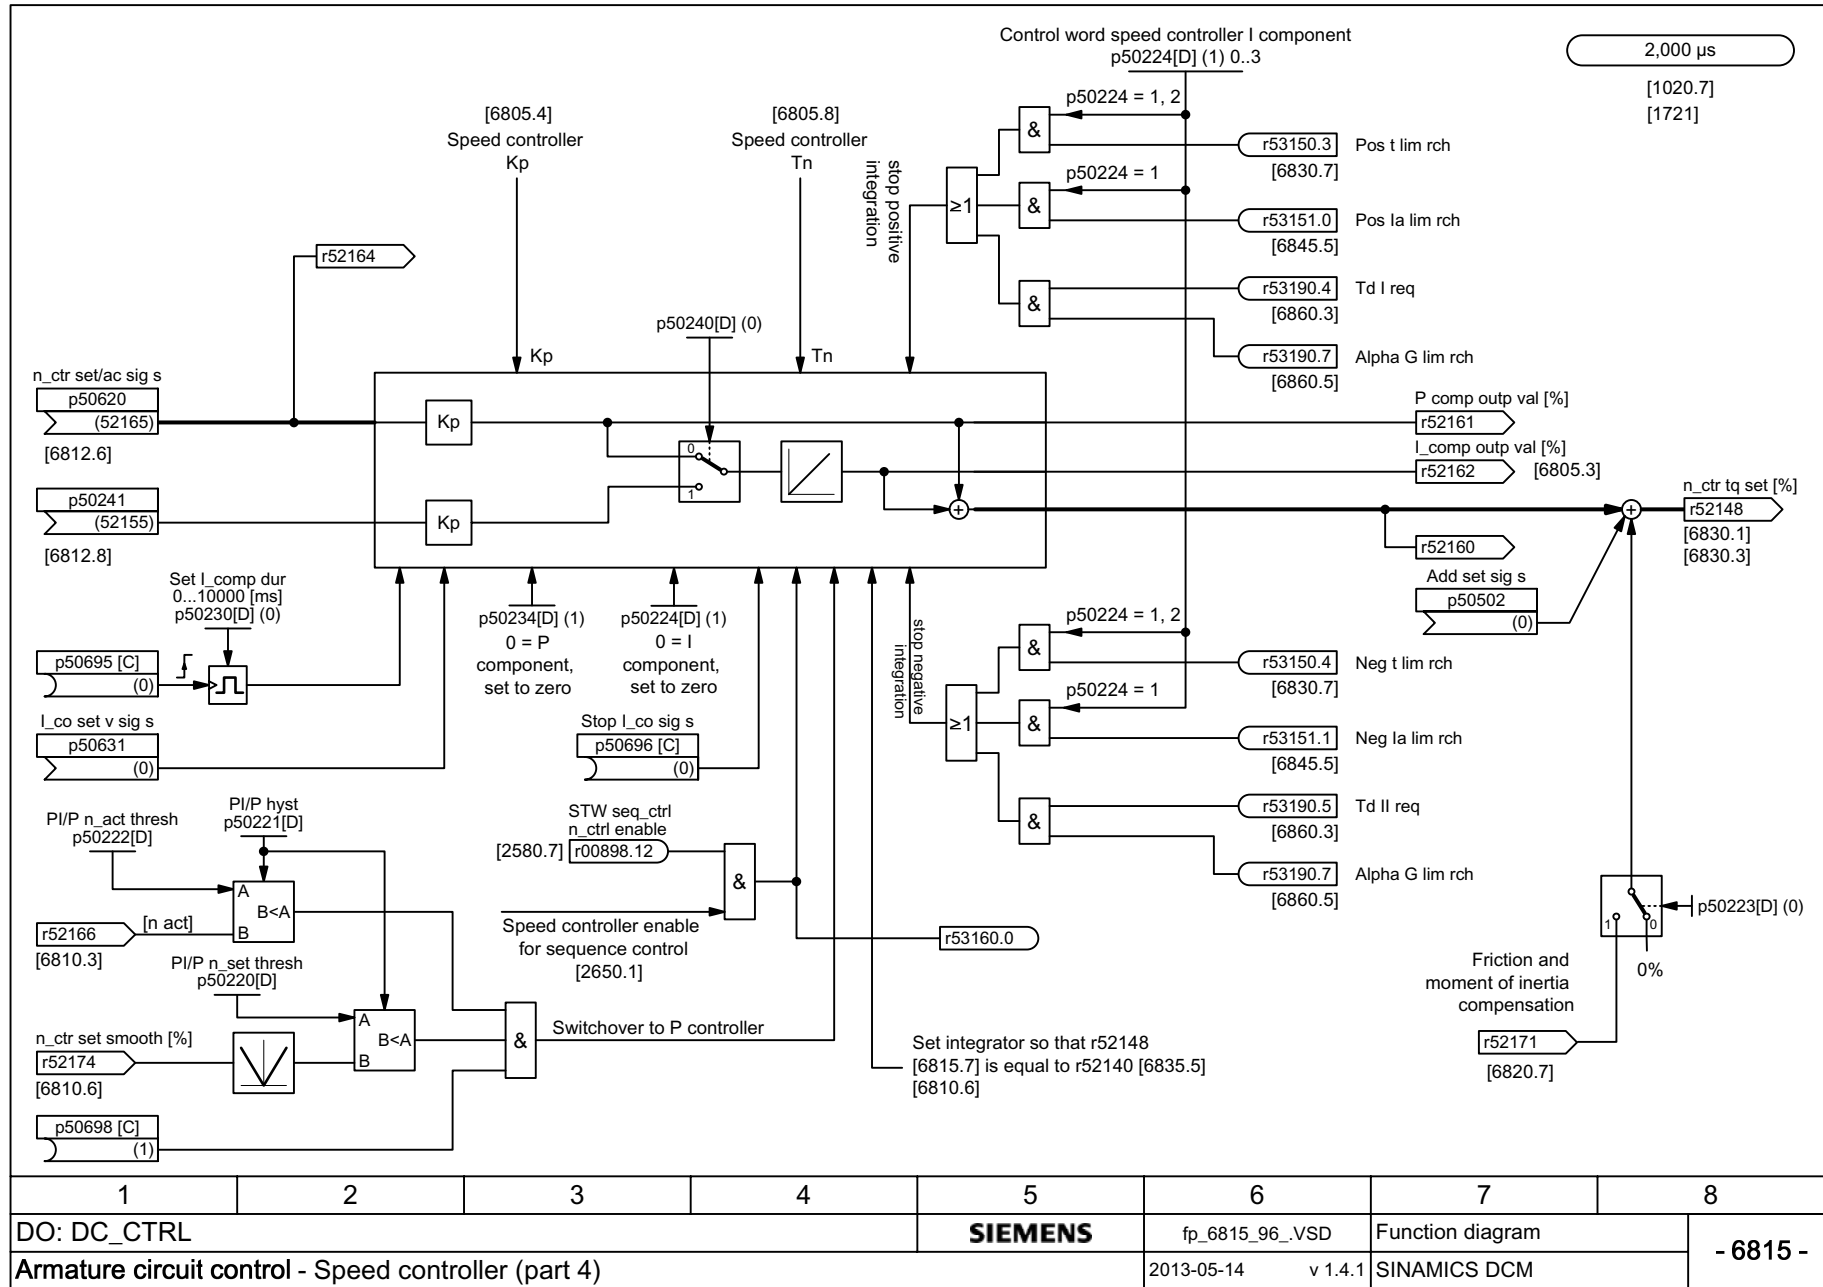 Control word speed controller I component
p50224[D] (1) 0..3
2,000 µs
[1020.7]
[1721]
[6805.4]
Speed controller
Kp
[6805.8]
Speed controller
Tn
stop positive
integration
p50224 = 1, 2
&
r53150.3
Pos t lim rch
[6830.7]
p50224 = 1
≥1
&
r53151.0
Pos Ia lim rch
[6845.5]
r52164
r53190.4
Td I req
&
[6860.3]
p50240[D] (0)
r53190.7
Alpha G lim rch
[6860.5]
Kp
Tn
n_ctr set/ac sig s
p50620
(52165)
[6812.6]
Kp
0
1
P comp outp val [%]
r52161
I_comp outp val [%]
r52162
[6805.3]
p50241
(52155)
[6812.8]
Kp
+
+
n_ctr tq set [%]
r52148
[6830.1]
[6830.3]
r52160
Add set sig s
p50502
(0)
Set I_comp dur
0...10000 [ms]
p50230[D] (0)
p50695 [C]
(0)
p50234[D] (1)
0 = P
component,
set to zero
p50224[D] (1)
0 = I
component,
set to zero
stop negative
integration
p50224 = 1, 2
&
r53150.4
Neg t lim rch
[6830.7]
p50224 = 1
≥1
&
r53151.1
Neg Ia lim rch
[6845.5]
I_co set v sig s
p50631
(0)
Stop I_co sig s
p50696 [C]
(0)
r53190.5
Td II req
&
[6860.3]
r53190.7
Alpha G lim rch
[6860.5]
PI/P n_act thresh
p50222[D]
PI/P hyst
p50221[D]
STW seq_ctrl
n_ctrl enable
[2580.7]
r00898.12
&
A
B<A
B
r52166
[n act]
[6810.3]
Speed controller enable
for sequence control
[2650.1]
r53160.0
1
0
p50223[D] (0)
0%
Friction and
moment of inertia
compensation
r52171
[6820.7]
PI/P n_set thresh
p50220[D]
A
B<A
B
n_ctr set smooth [%]
r52174
[6810.6]
&
Switchover to P controller
Set integrator so that r52148
[6815.7] is equal to r52140 [6835.5]
[6810.6]
p50698 [C]
(1)
1 2 3 4 5 6 7 8
DO: DC_CTRL
SIEMENS
fp_6815_96_.VSD
Function diagram
- 6815 -
Armature circuit control - Speed controller (part 4)
2013-05-14 v 1.4.1
SINAMICS DCM